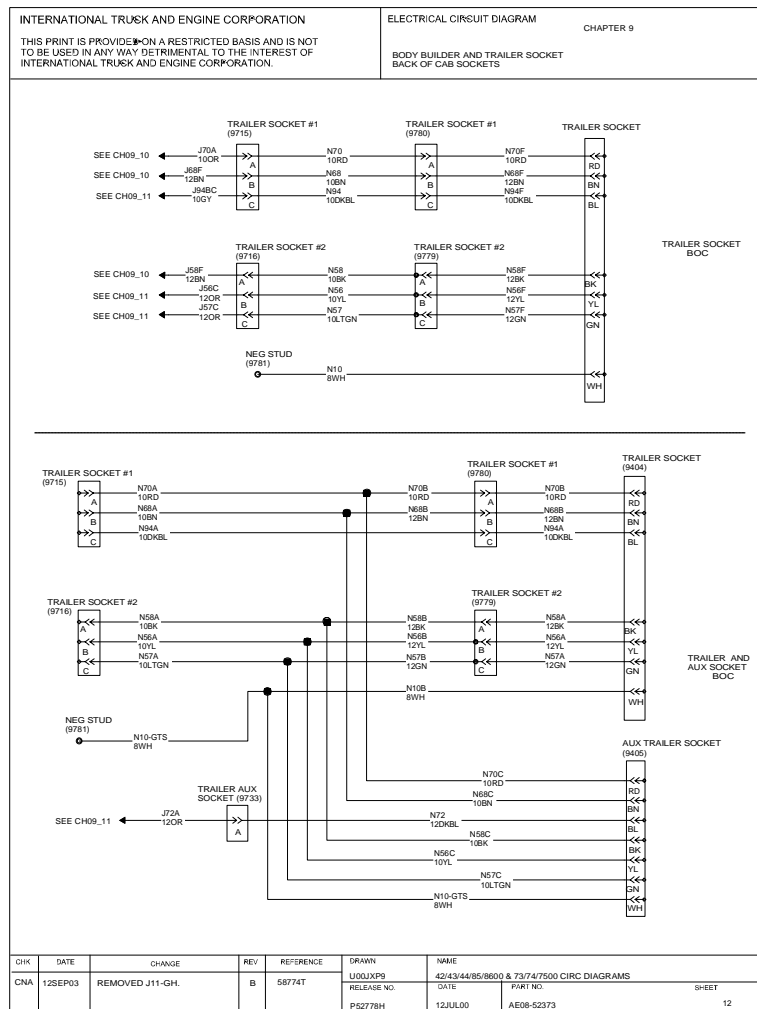 INTERNATIONAL TRUCK AND ENGINE CORPORATION
THIS PRINT IS PROVIDED ON A RESTRICTED BASIS AND IS NOT
TO BE USED IN ANY WAY DETRIMENTAL TO THE INTEREST OF
INTERNATIONAL TRUCK AND ENGINE CORPORATION.
ELECTRICAL CIRCUIT DIAGRAM
CHAPTER 9
BODY BUILDER AND TRAILER SOCKET
BACK OF CAB SOCKETS
TRAILER SOCKET #1
(9715)
TRAILER SOCKET #1
(9780)
TRAILER SOCKET
SEE CH09_10
J70A
10OR
A
N70
10RD
A
N70F
10RD
RD
SEE CH09_10
J68F
12BN
B
N68
10BN
B
N68F
12BN
BN
SEE CH09_11
J94BC
10GY
C
N94
10DKBL
C
N94F
10DKBL
BL
TRAILER SOCKET
BOC
TRAILER SOCKET #2
(9716)
TRAILER SOCKET #2
(9779)
SEE CH09_10
J58F
12BN
A
N58
10BK
A
N58F
12BK
BK
SEE CH09_11
J56C
12OR
B
N56
10YL
B
N56F
12YL
YL
SEE CH09_11
J57C
12OR
C
N57
10LTGN
C
N57F
12GN
GN
NEG STUD
(9781)
N10
8WH
WH
TRAILER SOCKET #1
(9715)
TRAILER SOCKET #1
(9780)
TRAILER SOCKET
(9404)
A
N70A
10RD
N70B
10RD
A
N70B
10RD
RD
B
N68A
10BN
N68B
12BN
B
N68B
12BN
BN
C
N94A
10DKBL
C
N94A
10DKBL
BL
TRAILER SOCKET #2
(9716)
TRAILER SOCKET #2
(9779)
A
N58A
10BK
N58B
12BK
A
N58A
12BK
BK
B
N56A
10YL
N56B
12YL
B
N56A
12YL
YL
C
N57A
10LTGN
N57B
12GN
C
N57A
12GN
GN
N10B
8WH
WH
TRAILER AND
AUX SOCKET
BOC
NEG STUD
(9781)
N10-GTS
8WH
AUX TRAILER SOCKET
(9405)
N70C
10RD
RD
N68C
10BN
BN
TRAILER AUX
SOCKET (9733)
SEE CH09_11
J72A
12OR
A
N72
12DKBL
BL
N58C
10BK
BK
N56C
10YL
YL
N57C
10LTGN
GN
N10-GTS
8WH
WH
CHK DATE CHANGE REV REFERENCE
CNA 12SEP03 REMOVED J11-GH. B 58774T
DRAWN
U00JXP9
NAME
42/43/44/85/8600 & 73/74/7500 CIRC DIAGRAMS
RELEASE NO. DATE PART NO. SHEET
P52778H 12JUL00 AE08-52373 12